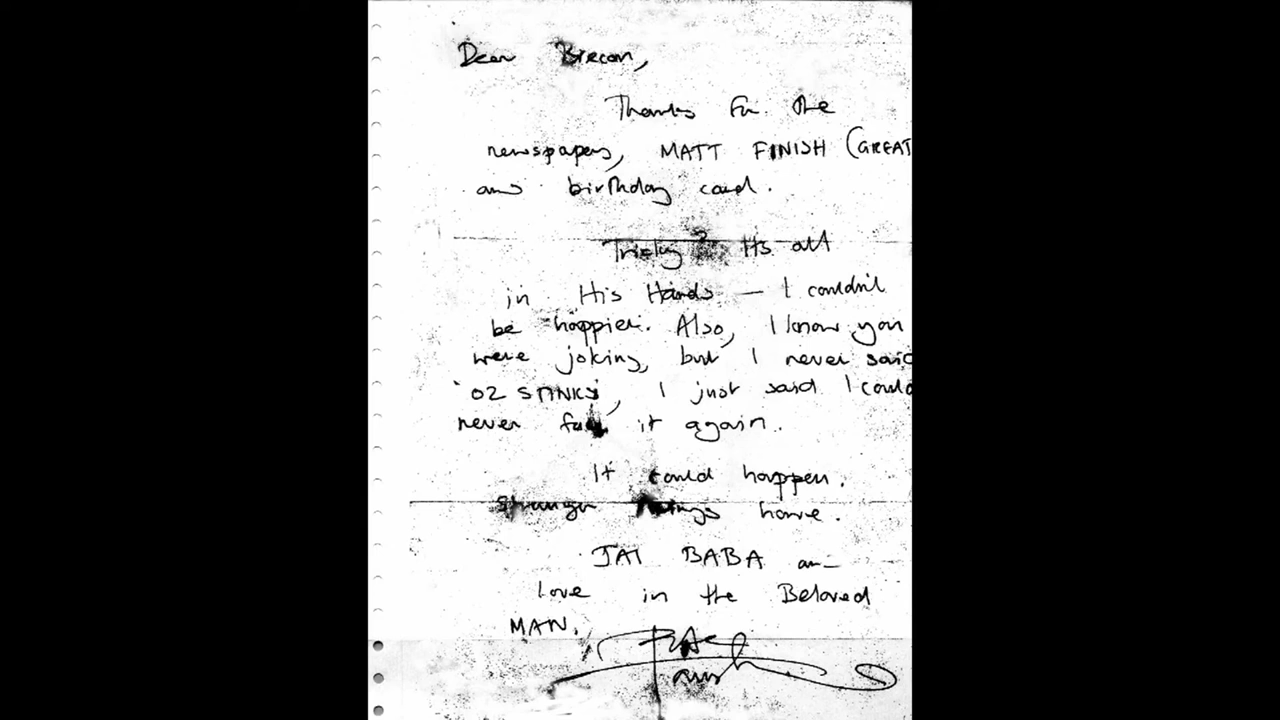 Dear Brecon,
Thanks for the
newspapers, MATT FINISH (GREAT
and birthday card.
Tricky? Its all
in His Hands — I couldn't
be happier. Also, I know you
were joking, but I never said
'OZ STINKS', I just said I could
never face it again.
It could happen.
Stranger things have.
JAI BABA and
Love in the Beloved
MAN.